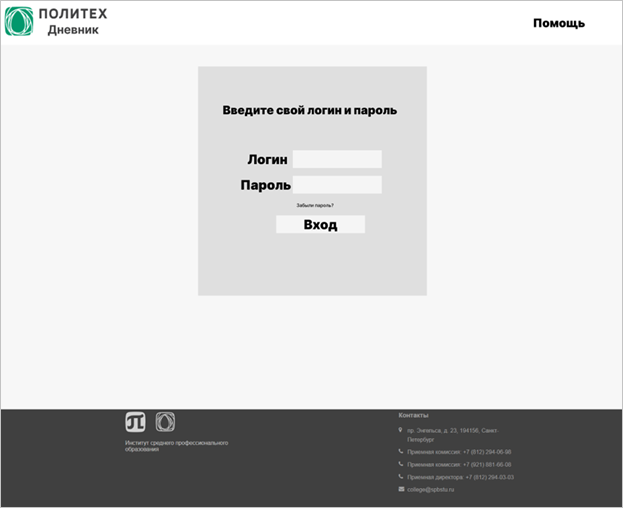 ПОЛИТЕХ
Дневник
Помощь
Введите свой логин и пароль
Логин
Пароль
Забыли пароль?
Вход
Институт среднего профессионального
образования
Контакты
пр. Энгельса, д. 23, 194156, Санкт-
Петербург
Приемная комиссия: +7 (812) 294-06-98
Приемная комиссия: +7 (931) 881-66-08
Приемная директора: +7 (812) 294-03-03
college@spbstu.ru